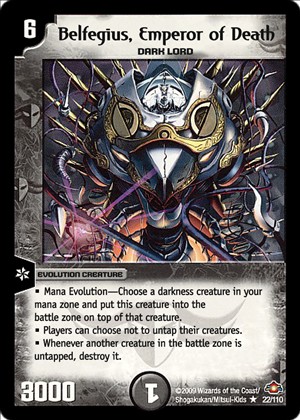 6
Belfegius, Emperor of Death
DARK LORD
EVOLUTION CREATURE
▪ Mana Evolution—Choose a darkness creature in your
mana zone and put this creature into the
battle zone on top of that creature.
▪ Players can choose not to untap their creatures.
▪ Whenever another creature in the battle zone is
untapped, destroy it.
3000
1
©2009 Wizards of the Coast/
Shogakukan/Mitsui-Kids ★ 22/110